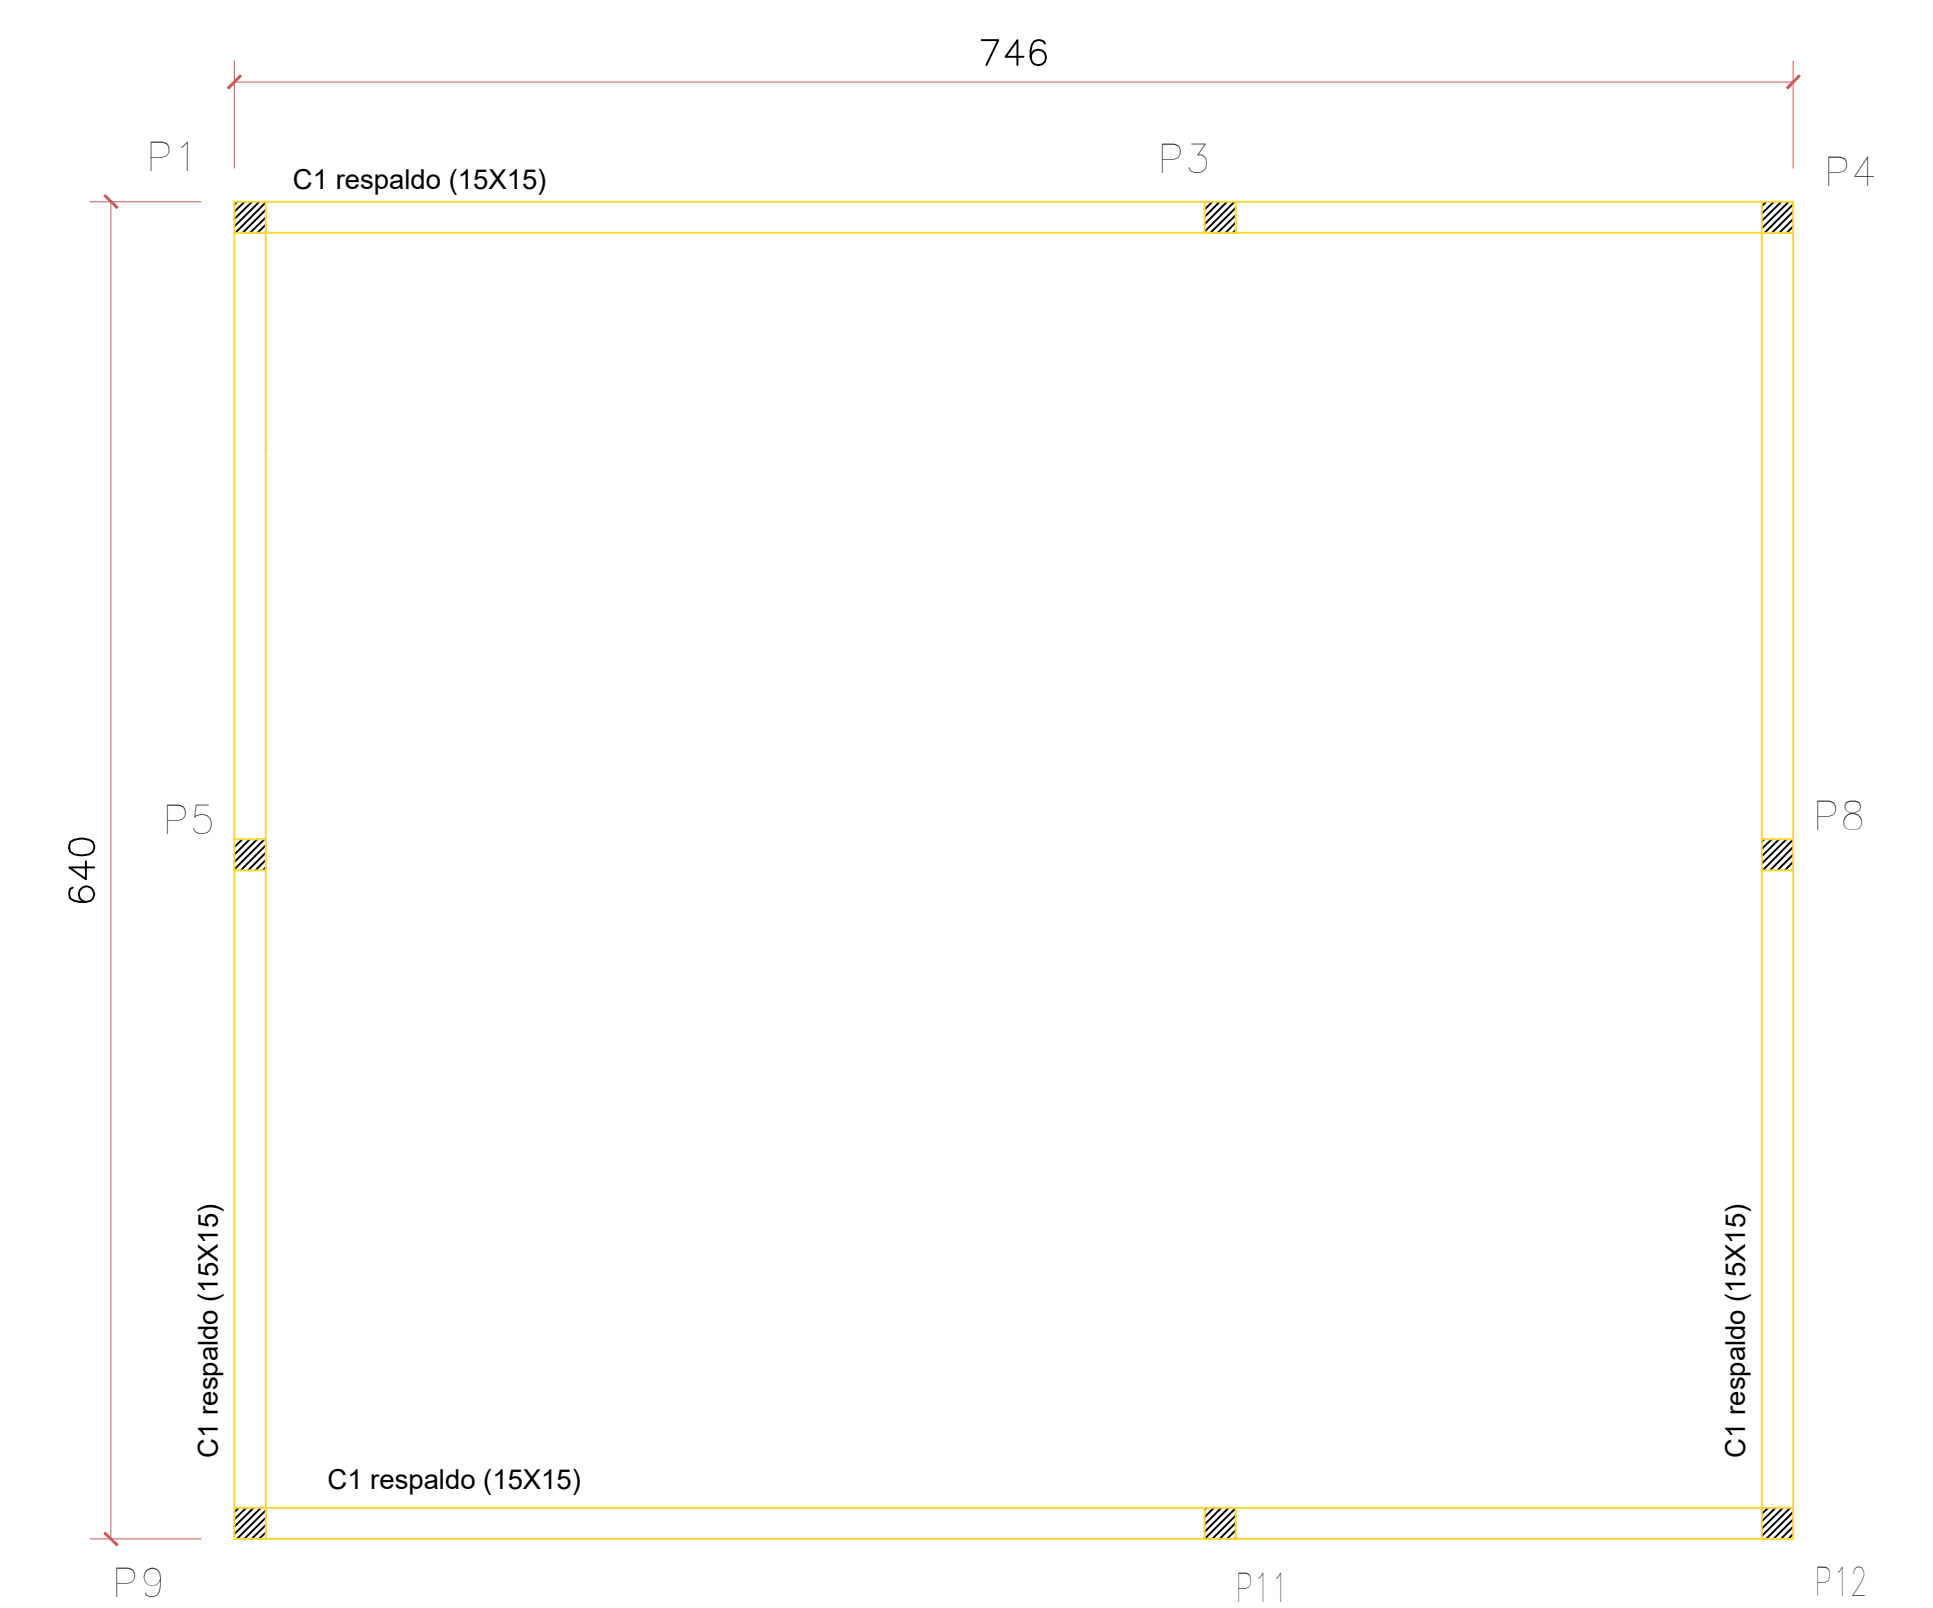 746
P1
P3
P4
C1 respaldo (15X15)
P5
P8
640
C1 respaldo (15X15)
C1 respaldo (15X15)
C1 respaldo (15X15)
P9
P11
P12